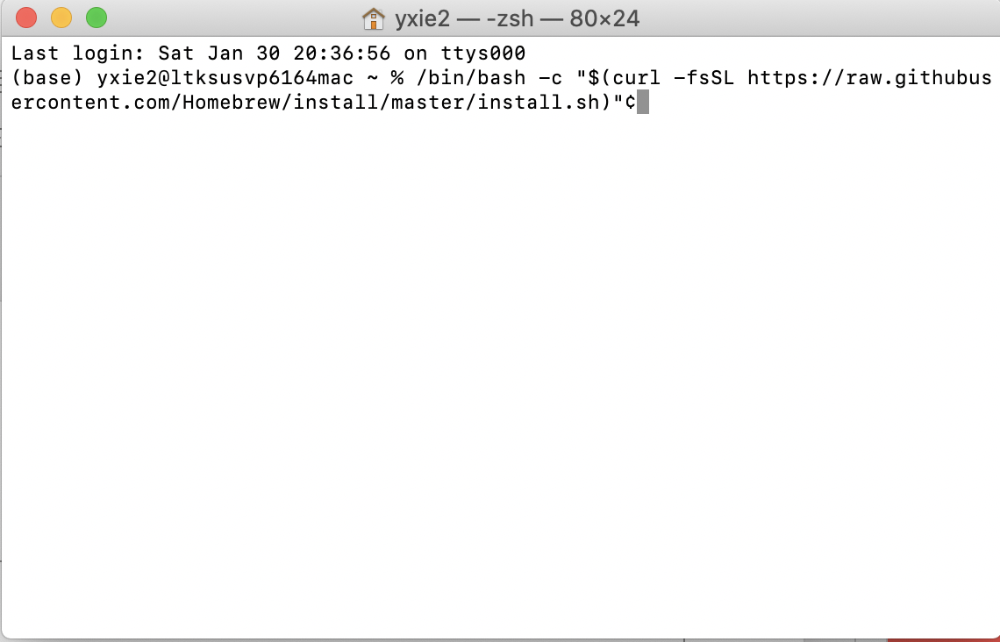 yxie2 — -zsh — 80×24
Last login: Sat Jan 30 20:36:56 on ttys000
(base) yxie2@ltksusvp6164mac ~ % /bin/bash -c "$(curl -fsSL https://raw.githubus
ercontent.com/Homebrew/install/master/install.sh)"¢